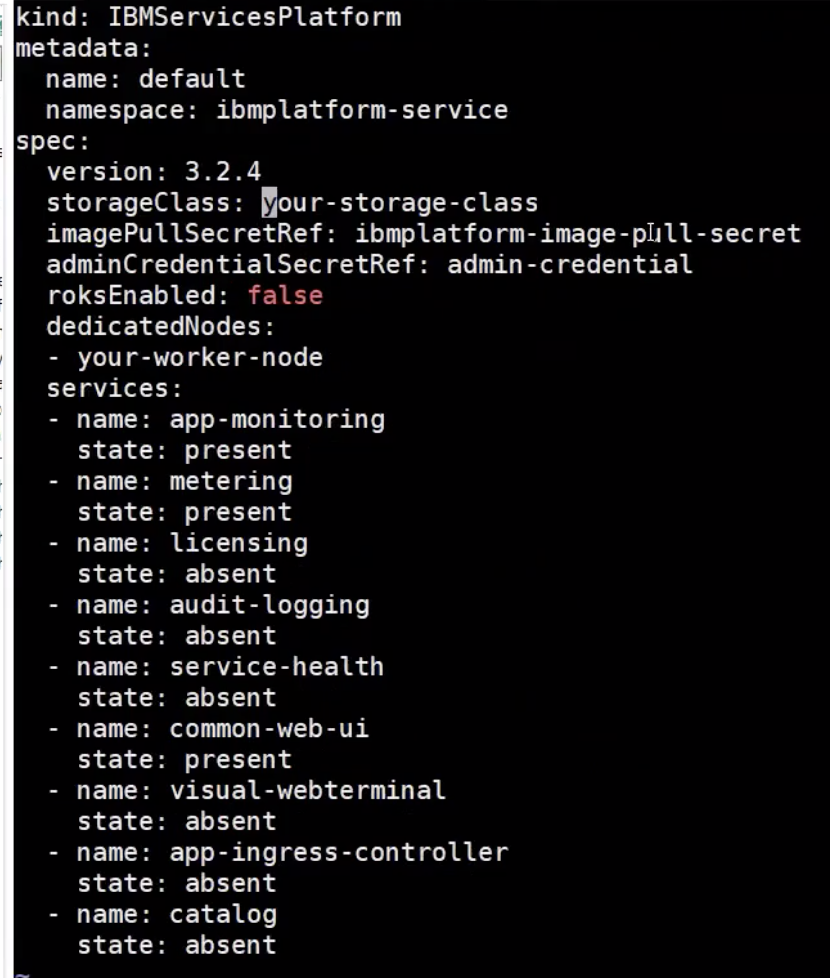 kind: IBMServicesPlatform
metadata:
  name: default
  namespace: ibmplatform-service
spec:
  version: 3.2.4
  storageClass: your-storage-class
  imagePullSecretRef: ibmplatform-image-pull-secret
  adminCredentialSecretRef: admin-credential
  roksEnabled: false
  dedicatedNodes:
  - your-worker-node
  services:
  - name: app-monitoring
    state: present
  - name: metering
    state: present
  - name: licensing
    state: absent
  - name: audit-logging
    state: absent
  - name: service-health
    state: absent
  - name: common-web-ui
    state: present
  - name: visual-webterminal
    state: absent
  - name: app-ingress-controller
    state: absent
  - name: catalog
    state: absent
~